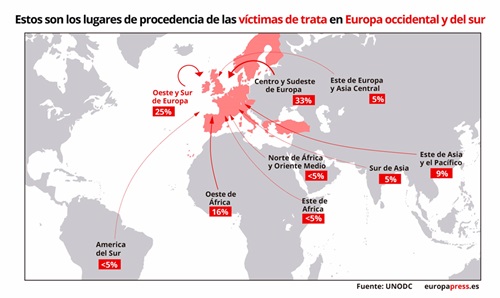 Estos son los lugares de procedencia de las víctimas de trata en Europa occidental y del sur
Oeste y Sur
de Europa
25%
Centro y Sudeste
de Europa
33%
Este de Europa
y Asia Central
5%
Norte de África
y Oriente Medio
<5%
Sur de Asia
5%
Este de Asia
y el Pacífico
9%
Oeste de
África
16%
Este de
Africa
<5%
America
del Sur
<5%
Fuente: UNODC europapress.es